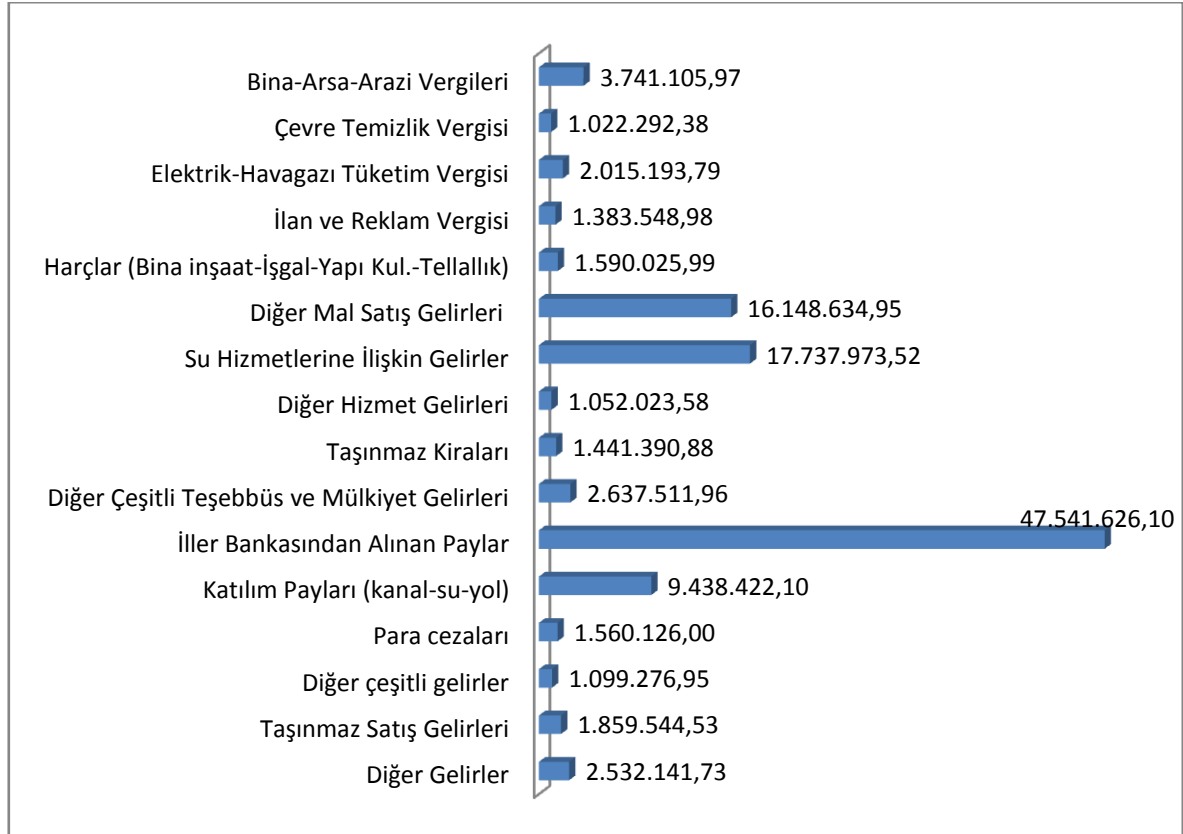 Bina-Arsa-Arazi Vergileri 3.741.105,97
Çevre Temizlik Vergisi 1.022.292,38
Elektrik-Havagazı Tüketim Vergisi 2.015.193,79
İlan ve Reklam Vergisi 1.383.548,98
Harçlar (Bina inşaat-İşgal-Yapı Kul.-Tellallık) 1.590.025,99
Diğer Mal Satış Gelirleri 16.148.634,95
Su Hizmetlerine İlişkin Gelirler 17.737.973,52
Diğer Hizmet Gelirleri 1.052.023,58
Taşınmaz Kiraları 1.441.390,88
Diğer Çeşitli Teşebbüs ve Mülkiyet Gelirleri 2.637.511,96
İller Bankasından Alınan Paylar 47.541.626,10
Katılım Payları (kanal-su-yol) 9.438.422,10
Para cezaları 1.560.126,00
Diğer çeşitli gelirler 1.099.276,95
Taşınmaz Satış Gelirleri 1.859.544,53
Diğer Gelirler 2.532.141,73